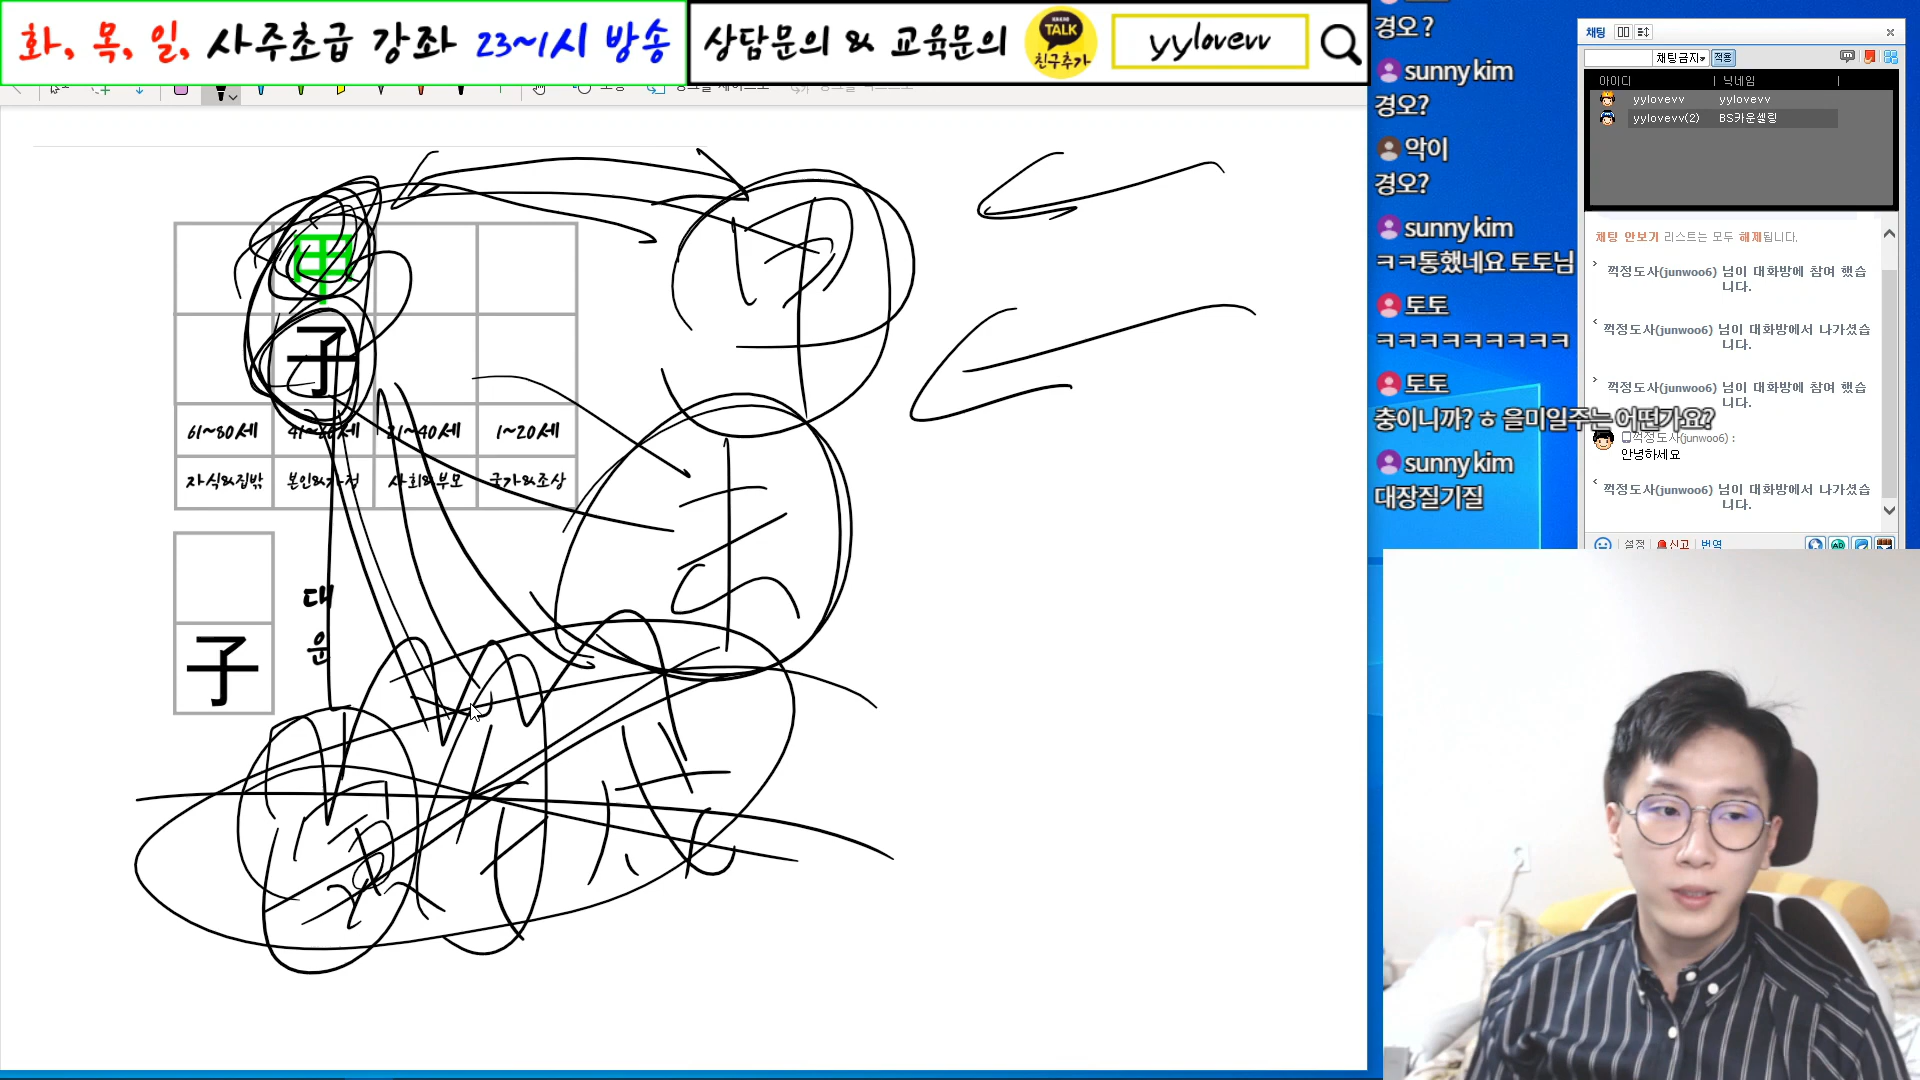 화, 목, 일, 사주초급 강좌 23~1시 방송
상담문의 & 교육문의
TALK
친구추가
yylovevv
甲
子
61~80세
21~40세 1~20세
자식&집밖 본인&가정 사회&부모 국가&조상
대
운
子
경오 ?
sunny kim
경오?
악이
경오?
sunny kim
ㅋㅋ통했네요 토토님
토토
ㅋㅋㅋㅋㅋㅋㅋㅋㅋ
토토
충이니까? ㅎ 을미일주는 어떤가요?
sunny kim
대장질기질
채팅
채팅금지 적용
아이디 닉네임
yylovevv yylovevv
yylovevv(2) BS카운셀링
채팅 안보기 리스트는 모두 해제됩니다.
꺽정도사(junwoo6) 님이 대화방에 참여 했습
니다.
꺽정도사(junwoo6) 님이 대화방에서 나가셨습
니다.
꺽정도사(junwoo6) 님이 대화방에 참여 했습
니다.
꺽정도사(junwoo6) :
안녕하세요
꺽정도사(junwoo6) 님이 대화방에서 나가셨습
니다.
설정 신고 번역